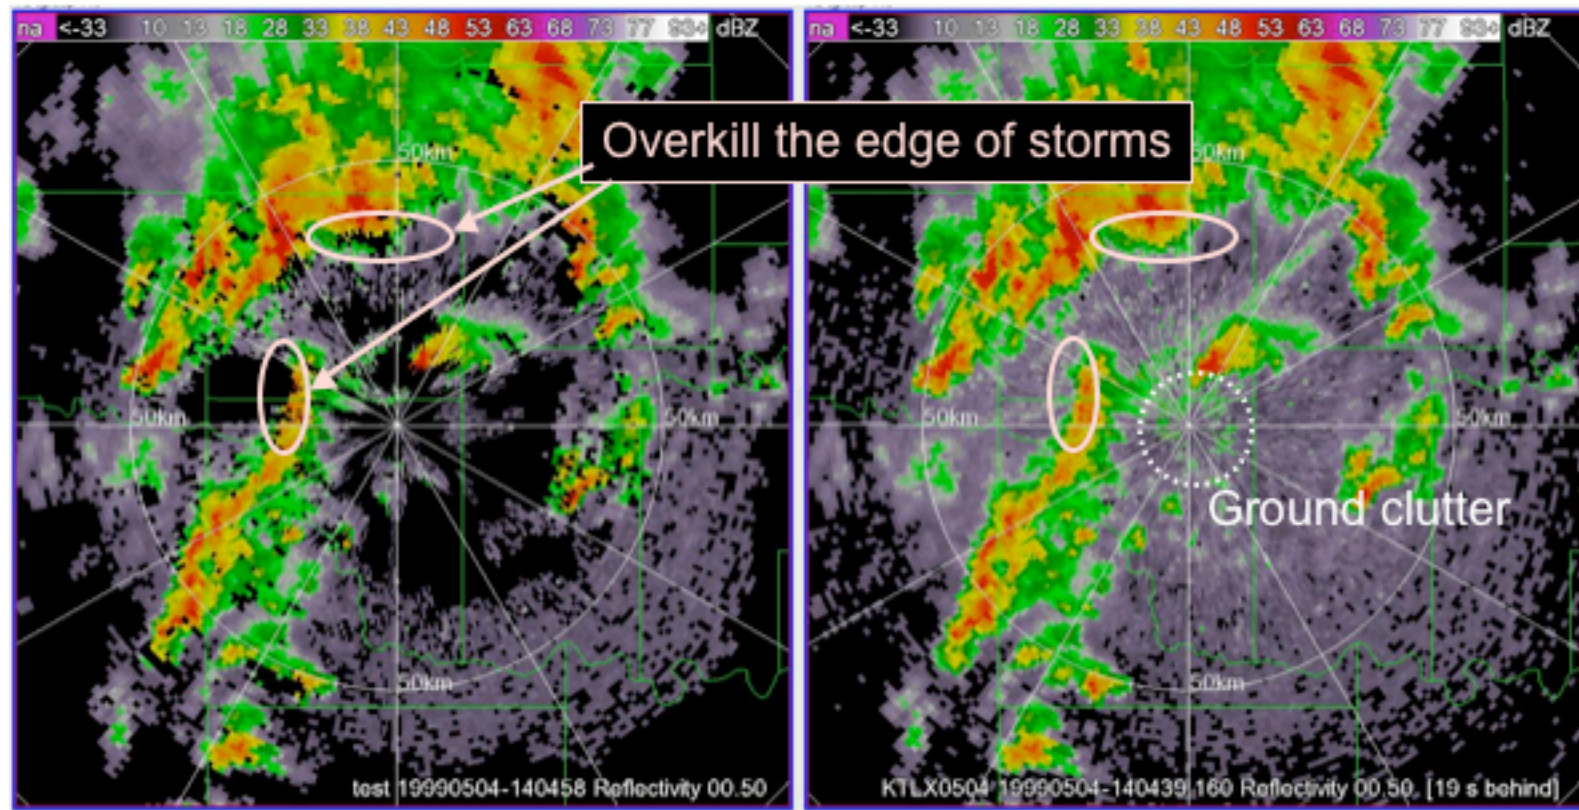 na <-33 10 13 18 28 33 38 43 48 53 63 68 73 77 93+ dBZ
na <-33 10 13 18 28 33 38 43 48 53 63 68 73 77 93+ dBZ
Overkill the edge of storms
50km
50km
50km
50km
50km
50km
Ground clutter
50km
50km
test 19990504-140458 Reflectivity 00.50
KTLX0504 19990504-140439 160 Reflectivity 00.50 [19 s behind]